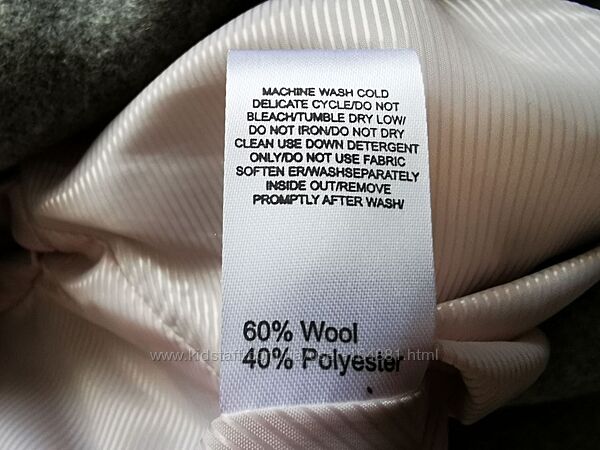 MACHINE WASH COLD
DELICATE CYCLE/DO NOT
BLEACH/TUMBLE DRY LOW/
DO NOT IRON/DO NOT DRY
CLEAN USE DOWN DETERGENT
ONLY/DO NOT USE FABRIC
SOFTEN ER/WASHSEPARATELY
INSIDE OUT/REMOVE
PROMPTLY AFTER WASH/
60% Wool
40% Polyester